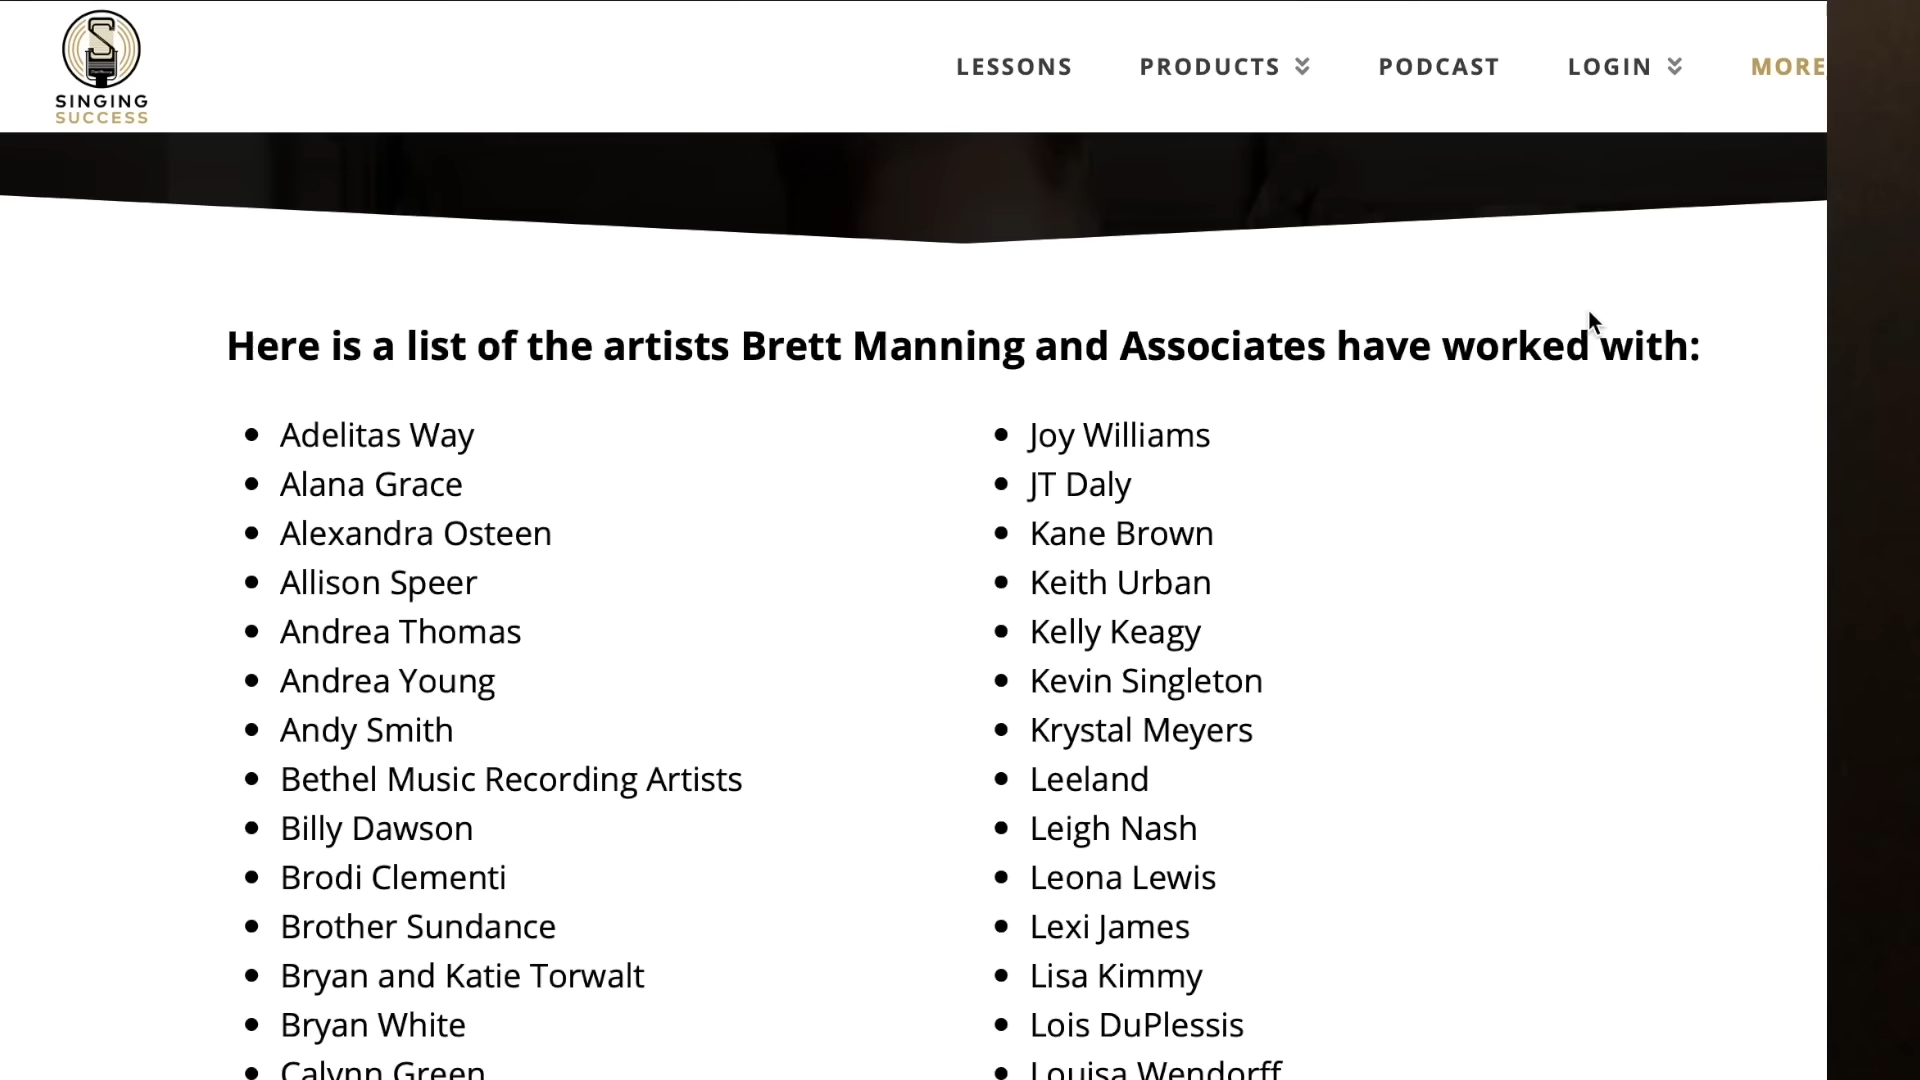 SINGING
SUCCESS
LESSONS
PRODUCTS
PODCAST
LOGIN
MORE
Here is a list of the artists Brett Manning and Associates have worked with:
Adelitas Way
Alana Grace
Alexandra Osteen
Allison Speer
Andrea Thomas
Andrea Young
Andy Smith
Bethel Music Recording Artists
Billy Dawson
Brodi Clementi
Brother Sundance
Bryan and Katie Torwalt
Bryan White
Calynn Green
Joy Williams
JT Daly
Kane Brown
Keith Urban
Kelly Keagy
Kevin Singleton
Krystal Meyers
Leeland
Leigh Nash
Leona Lewis
Lexi James
Lisa Kimmy
Lois DuPlessis
Louisa Wendorff